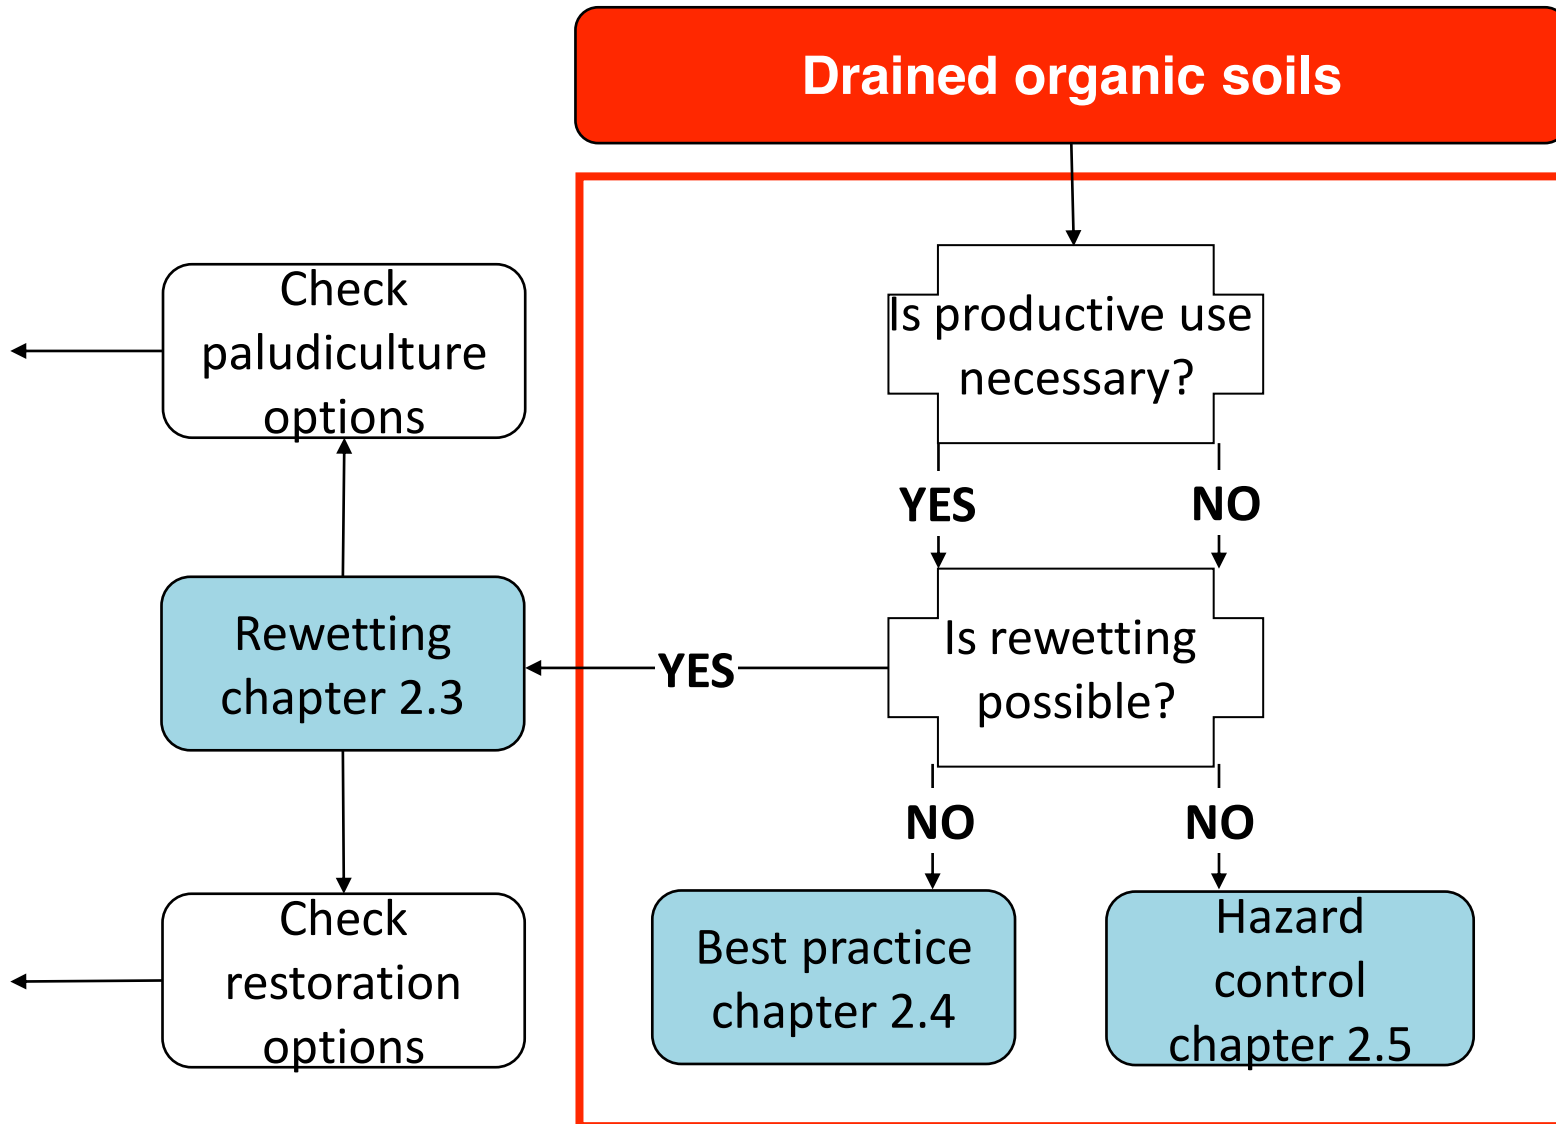 Drained organic soils
Is productive use
necessary?
YES
NO
Is rewetting
possible?
YES
NO
NO
Best practice
chapter 2.4
Hazard
control
chapter 2.5
Rewetting
chapter 2.3
Check
paludiculture
options
Check
restoration
options